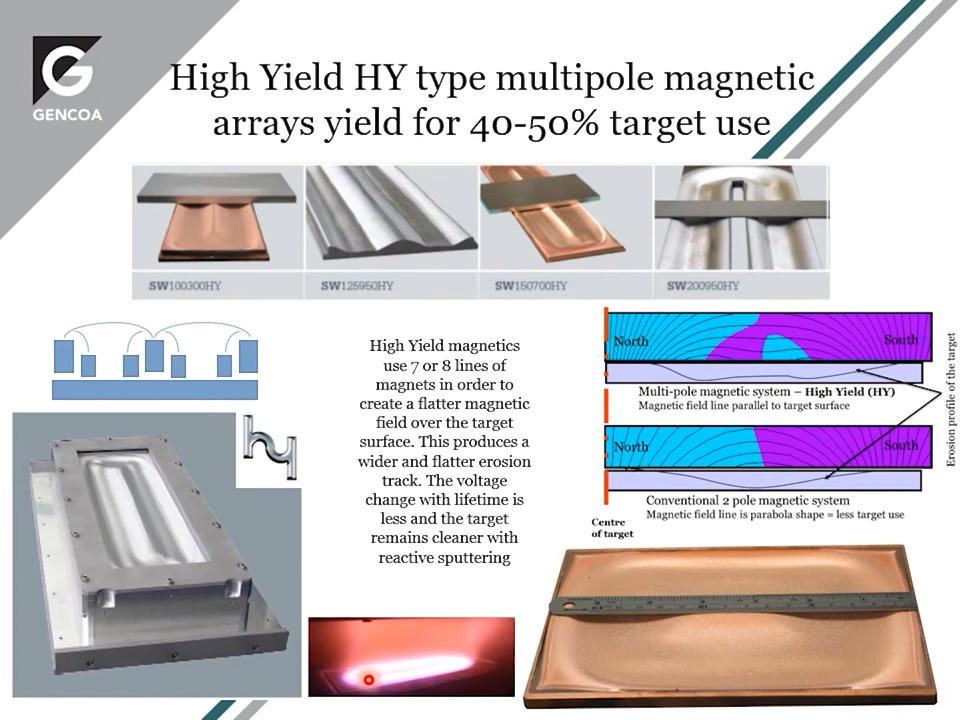 GENCOA
High Yield HY type multipole magnetic
arrays yield for 40-50% target use
SW100300HY
SW125950HY
SW150700HY
SW200950HY
High Yield magnetics
use 7 or 8 lines of
magnets in order to
create a flatter magnetic
field over the target
surface. This produces a
wider and flatter erosion
track. The voltage
change with lifetime is
less and the target
remains cleaner with
reactive sputtering
hy
North
South
Multi-pole magnetic system – High Yield (HY)
Magnetic field line parallel to target surface
North
South
Conventional 2 pole magnetic system
Magnetic field line is parabola shape = less target use
Centre
of target
Erosion profile of the target